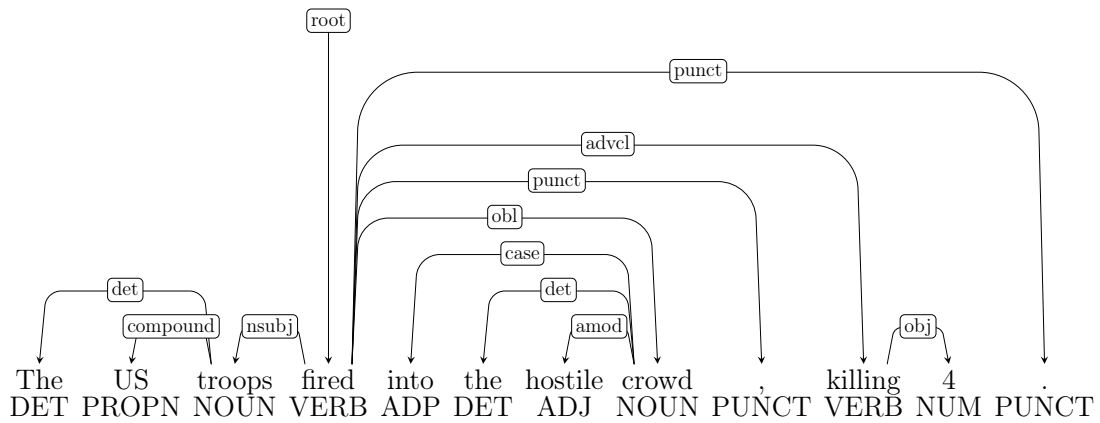 root
punct
advcl
punct
obl
case
det det
compound nsubj amod obj
The US troops fired into the hostile crowd , killing 4 .
DET PROPN NOUN VERB ADP DET ADJ NOUN PUNCT VERB NUM PUNCT